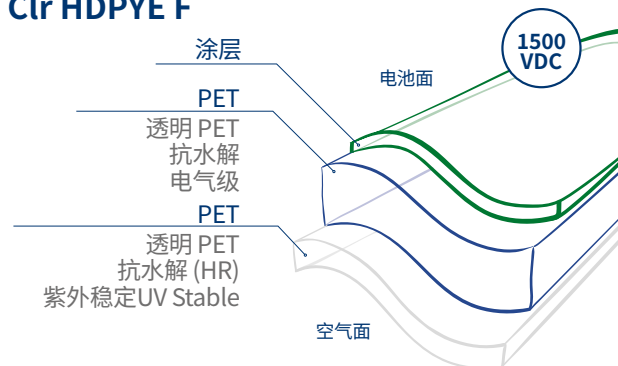 Clr HDPYE F
涂层
1500
VDC
电池面
PET
透明 PET
抗水解
电气级
PET
透明 PET
抗水解 (HR)
紫外稳定UV Stable
空气面